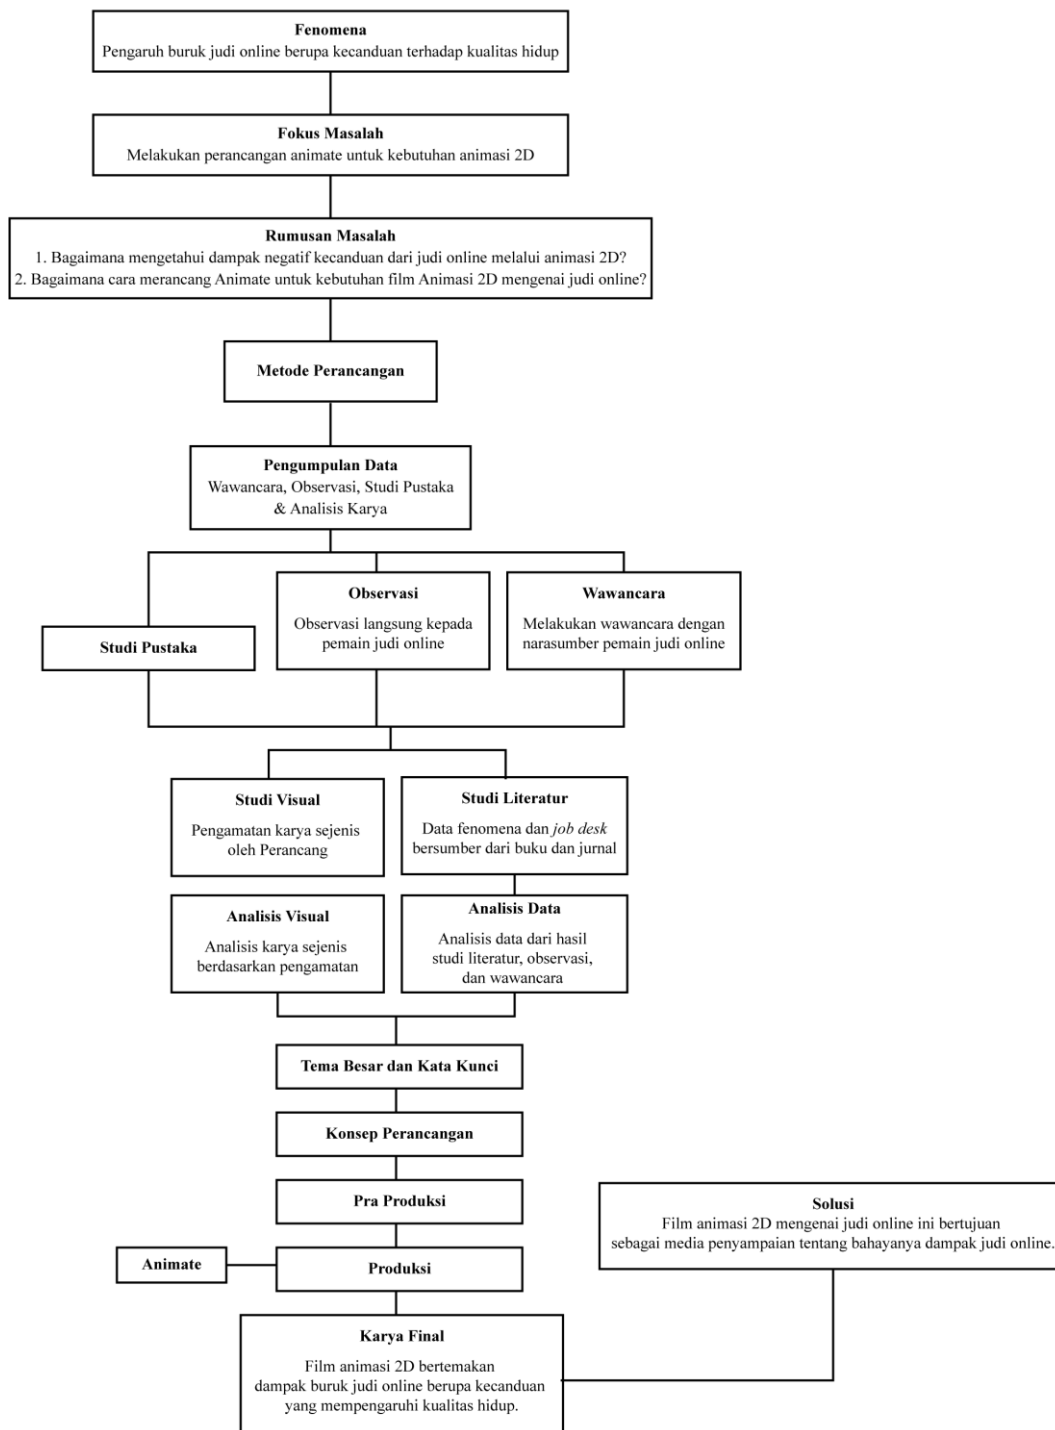 Fenomena
Pengaruh buruk judi online berupa kecanduan terhadap kualitas hidup
Fokus Masalah
Melakukan perancangan animate untuk kebutuhan animasi 2D
Rumusan Masalah
1. Bagaimana mengetahui dampak negatif kecanduan dari judi online melalui animasi 2D?
2. Bagaimana cara merancang Animate untuk kebutuhan film Animasi 2D mengenai judi online?
Metode Perancangan
Pengumpulan Data
Wawancara, Observasi, Studi Pustaka
& Analisis Karya
Studi Pustaka
Observasi
Observasi langsung kepada
pemain judi online
Wawancara
Melakukan wawancara dengan
narasumber pemain judi online
Studi Visual
Pengamatan karya sejenis
oleh Perancang
Studi Literatur
Data fenomena dan job desk
bersumber dari buku dan jurnal
Analisis Visual
Analisis karya sejenis
berdasarkan pengamatan
Analisis Data
Analisis data dari hasil
studi literatur, observasi,
dan wawancara
Tema Besar dan Kata Kunci
Konsep Perancangan
Pra Produksi
Animate
Produksi
Karya Final
Film animasi 2D bertemakan
dampak buruk judi online berupa kecanduan
yang mempengaruhi kualitas hidup.
Solusi
Film animasi 2D mengenai judi online ini bertujuan
sebagai media penyampaian tentang bahayanya dampak judi online.